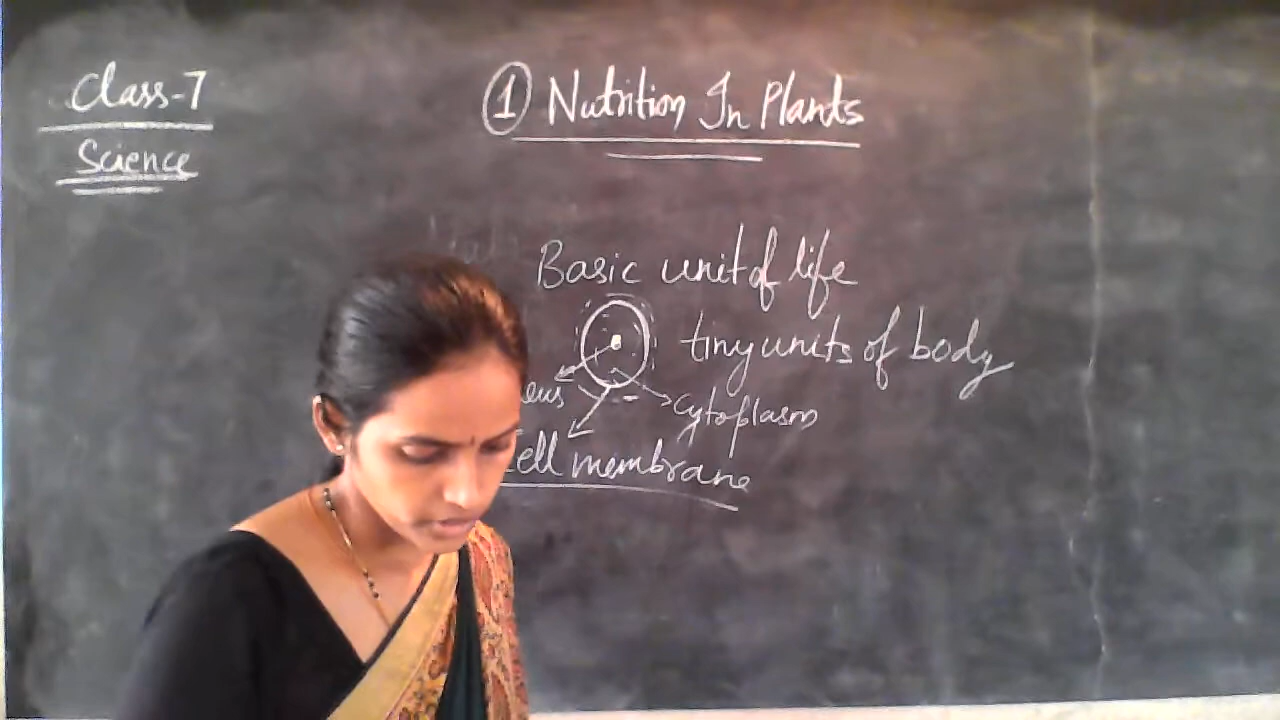 Class-7
Science
① Nutrition In Plants
Basic unit of life
tiny units of body
cytoplasm
membrane